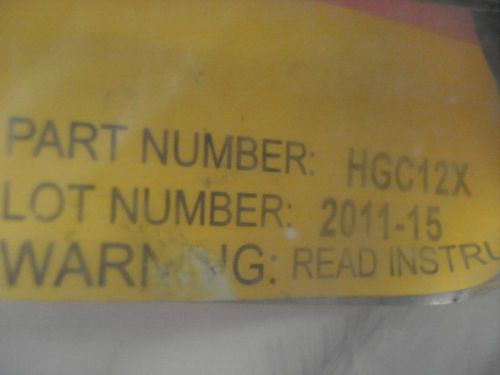 PART NUMBER: HGC12X
LOT NUMBER: 2011-15
WARNING: READ INSTRU